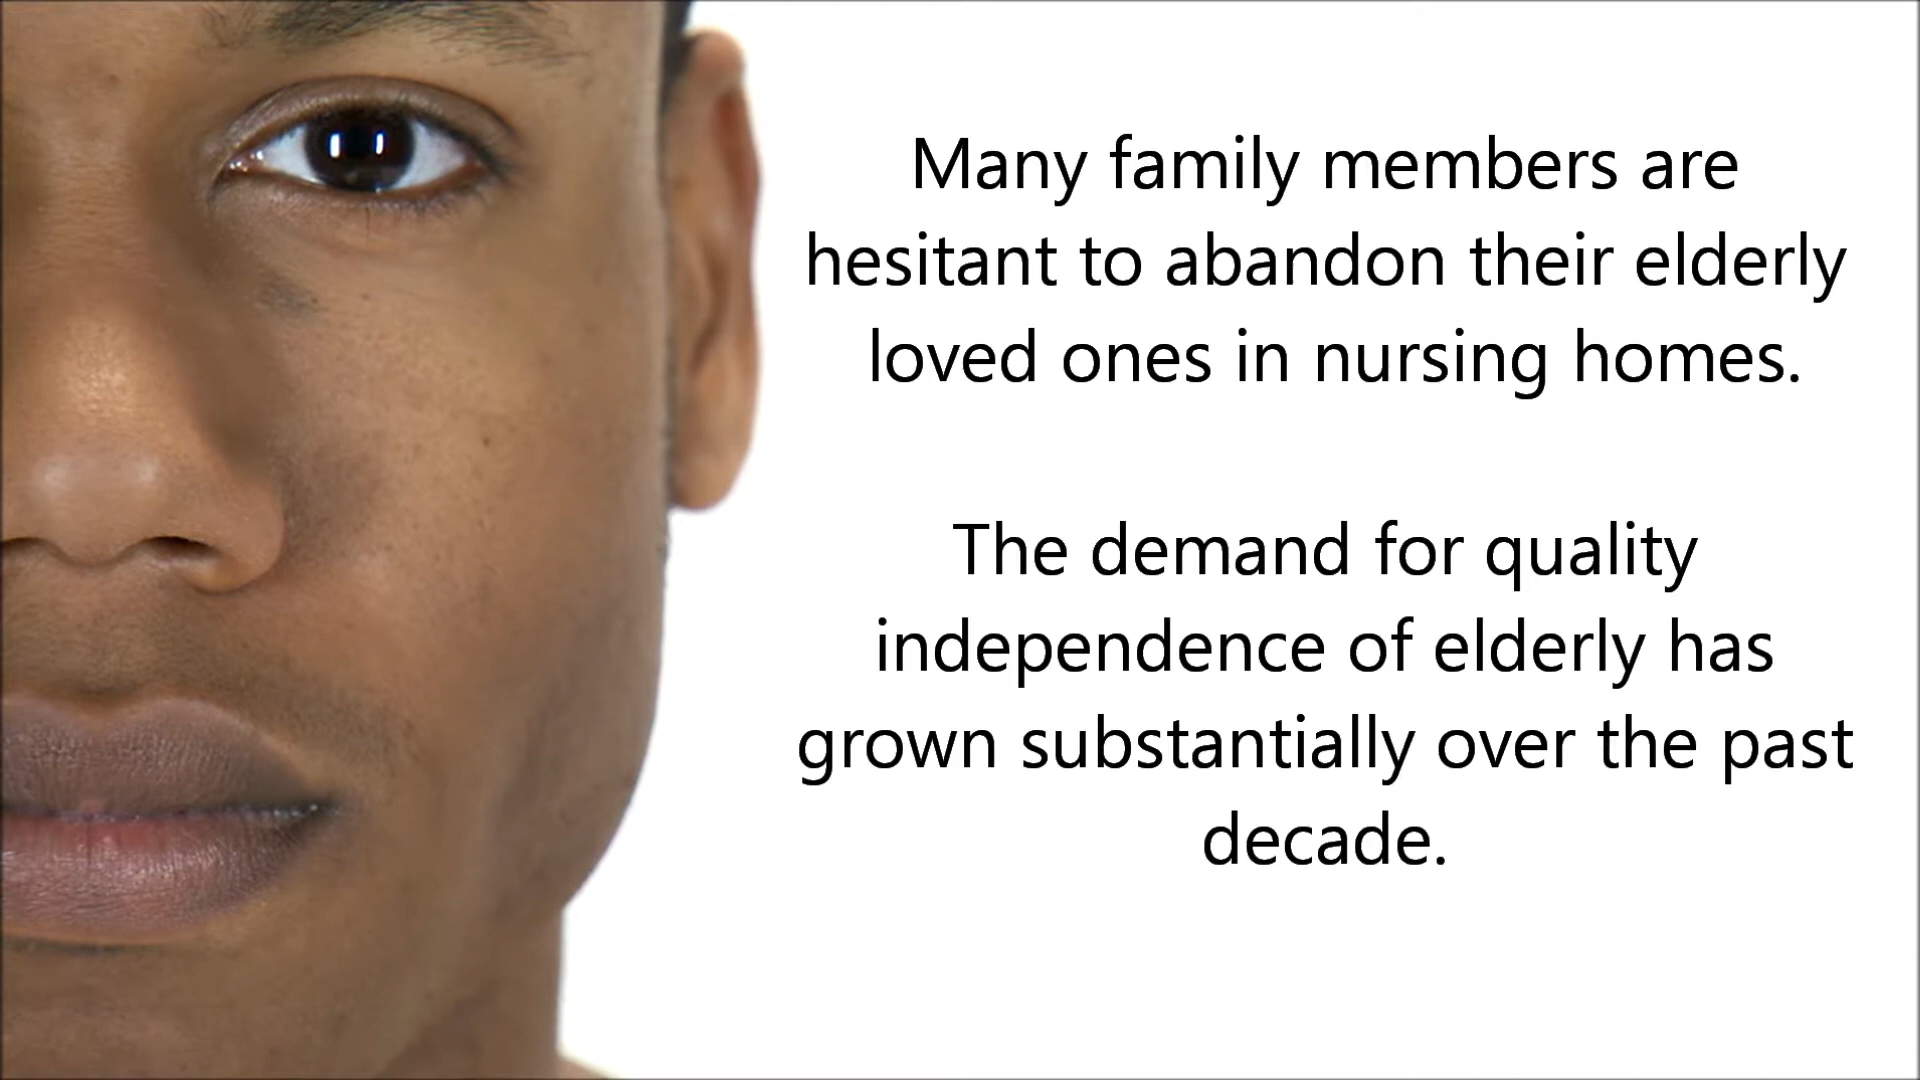 Many family members are
hesitant to abandon their elderly
loved ones in nursing homes.
The demand for quality
independence of elderly has
grown substantially over the past
decade.